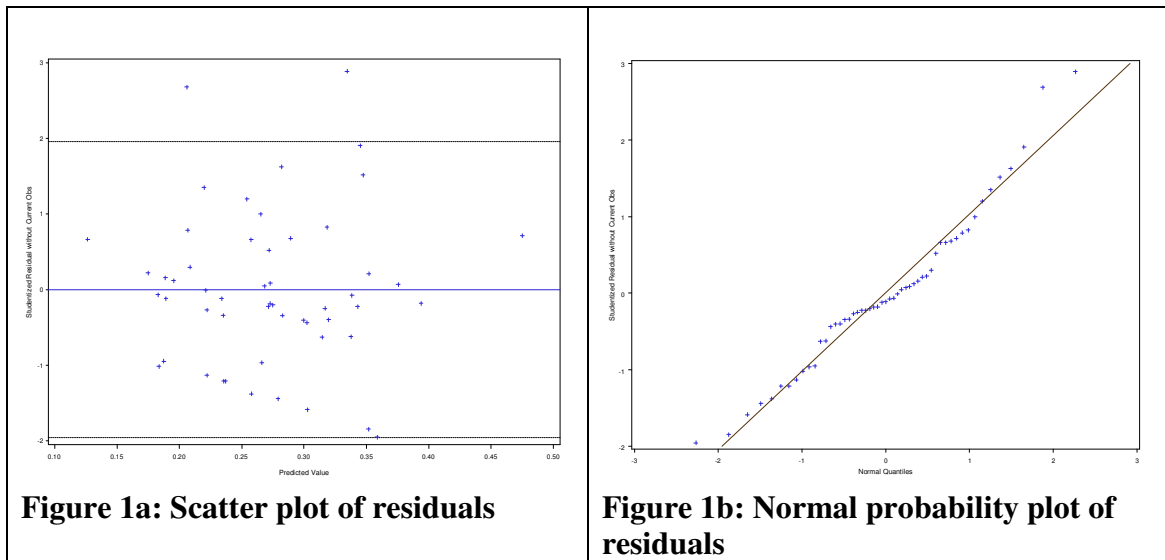 3
2
1
0
-1
-2
Studentized Residual without Current Obs
0.10 0.15 0.20 0.25 0.30 0.35 0.40 0.45 0.50
Predicted Value
Figure 1a: Scatter plot of residuals
3
2
1
0
-1
-2
Studentized Residual without Current Obs
-3 -2 -1 0 1 2 3
Normal Quantiles
Figure 1b: Normal probability plot of
residuals